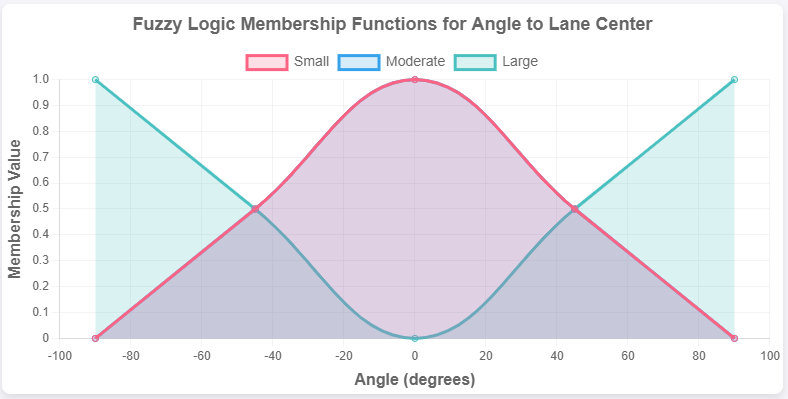 Fuzzy Logic Membership Functions for Angle to Lane Center
Small Moderate Large
Membership Value
1.0
0.9
0.8
0.7
0.6
0.5
0.4
0.3
0.2
0.1
0
-100 -80 -60 -40 -20 0 20 40 60 80 100
Angle (degrees)